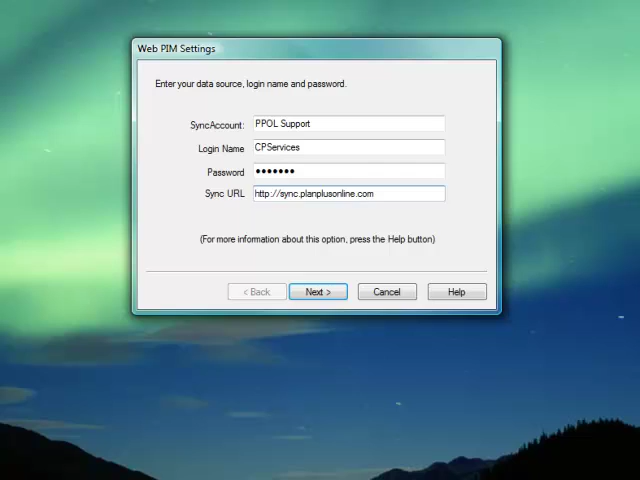 Web PIM Settings
Enter your data source, login name and password.
SyncAccount: PPOL Support
Login Name CPServices
Password •••••••
Sync URL http://sync.planplusonline.com
(For more information about this option, press the Help button)
< Back Next > Cancel Help